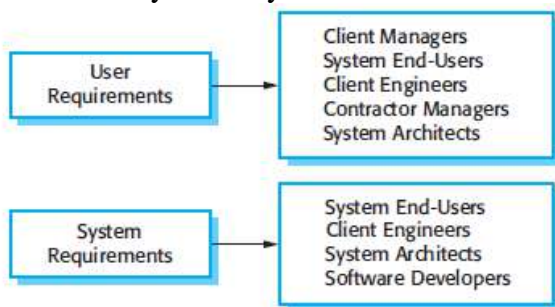 User
Requirements
Client Managers
System End-Users
Client Engineers
Contractor Managers
System Architects
System
Requirements
System End-Users
Client Engineers
System Architects
Software Developers